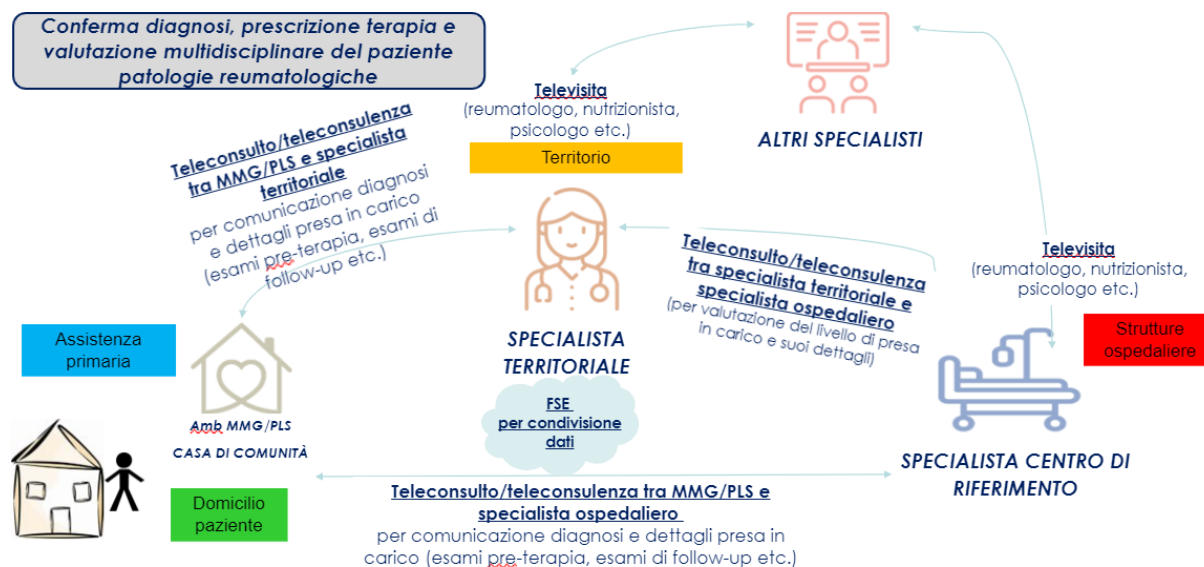 Conferma diagnosi, prescrizione terapia e
valutazione multidisciplinare del paziente
patologie reumatologiche
Televisita
(reumatologo, nutrizionista,
psicologo etc.)
Territorio
ALTRI SPECIALISTI
Teleconsulto/teleconsulenza
tra MMG/PLS e specialista
territoriale
per comunicazione diagnosi
e dettagli presa in carico
(esami pre-terapia, esami di
follow-up etc.)
Teleconsulto/teleconsulenza
tra specialista territoriale e
specialista ospedaliero
(per valutazione del livello di presa
in carico e suoi dettagli)
Televisita
(reumatologo, nutrizionista,
psicologo etc.)
Assistenza
primaria
SPECIALISTA
TERRITORIALE
Strutture
ospedaliere
FSE
per condivisione
dati
Amb MMG/PLS
CASA DI COMUNITÀ
SPECIALISTA CENTRO DI
RIFERIMENTO
Domicilio
paziente
Teleconsulto/teleconsulenza tra MMG/PLS e
specialista ospedaliero
per comunicazione diagnosi e dettagli presa in
carico (esami pre-terapia, esami di follow-up etc.)